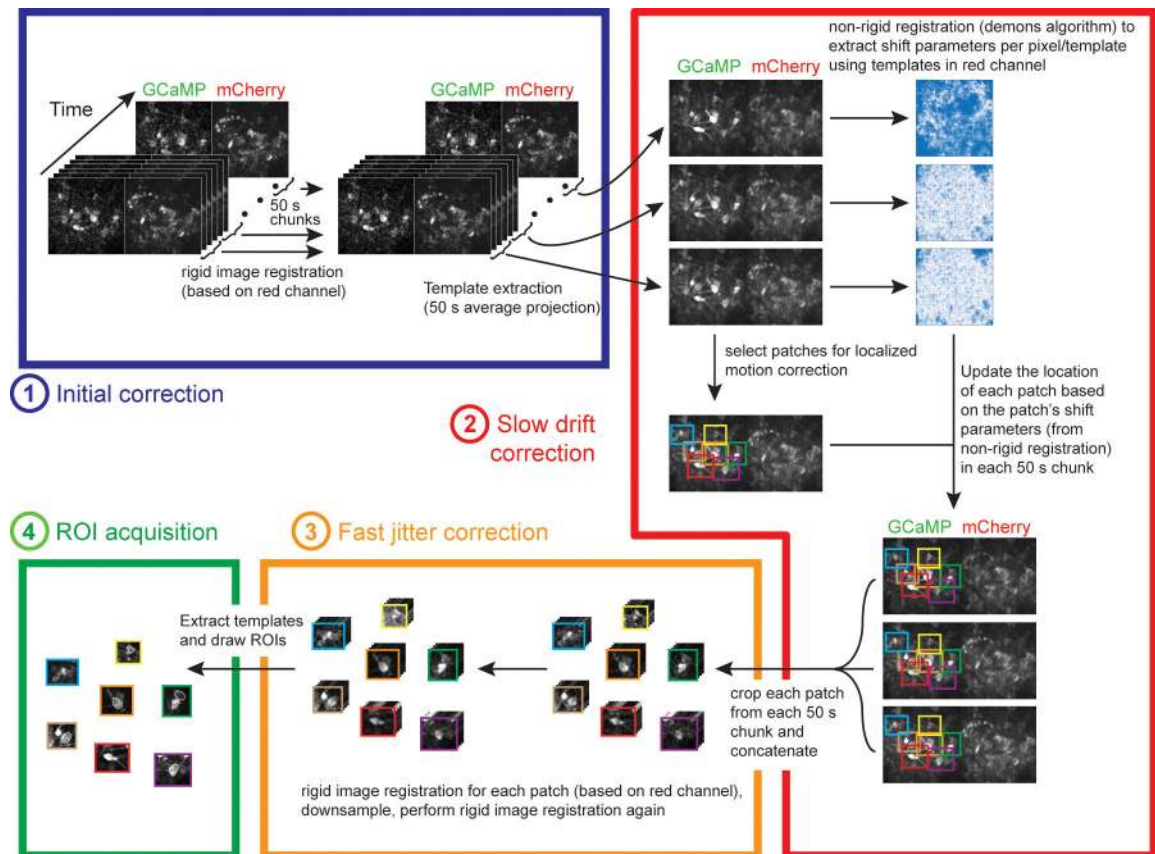 Time
GCaMP mCherry
50 s
chunks
rigid image registration
(based on red channel)
GCaMP mCherry
Template extraction
(50 s average projection)
1 Initial correction
non-rigid registration (demons algorithm) to
extract shift parameters per pixel/template
using templates in red channel
GCaMP mCherry
select patches for localized
motion correction
Update the location
of each patch based
on the patch's shift
parameters (from
non-rigid registration)
in each 50 s chunk
2 Slow drift
correction
GCaMP mCherry
crop each patch
from each 50 s
chunk and
concatenate
3 Fast jitter correction
rigid image registration for each patch (based on red channel),
downsample, perform rigid image registration again
4 ROI acquisition
Extract templates
and draw ROIs